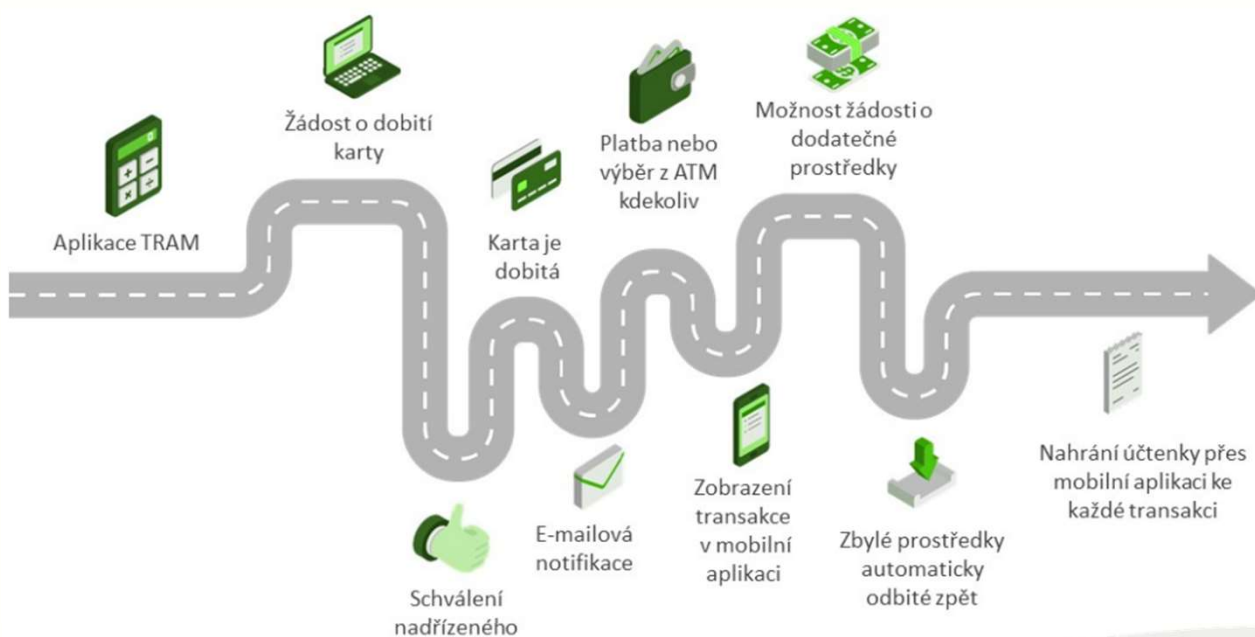 Aplikace TRAM
Žádost o dobití
karty
Schválení
nadřízeného
Karta je
dobitá
E-mailová
notifikace
Platba nebo
výběr z ATM
kdekoliv
Zobrazení
transakce
v mobilní
aplikaci
Možnost žádosti o
dodatečné
prostředky
Zbylé prostředky
automaticky
odbité zpět
Nahrání účtenky přes
mobilní aplikaci ke
každé transakci